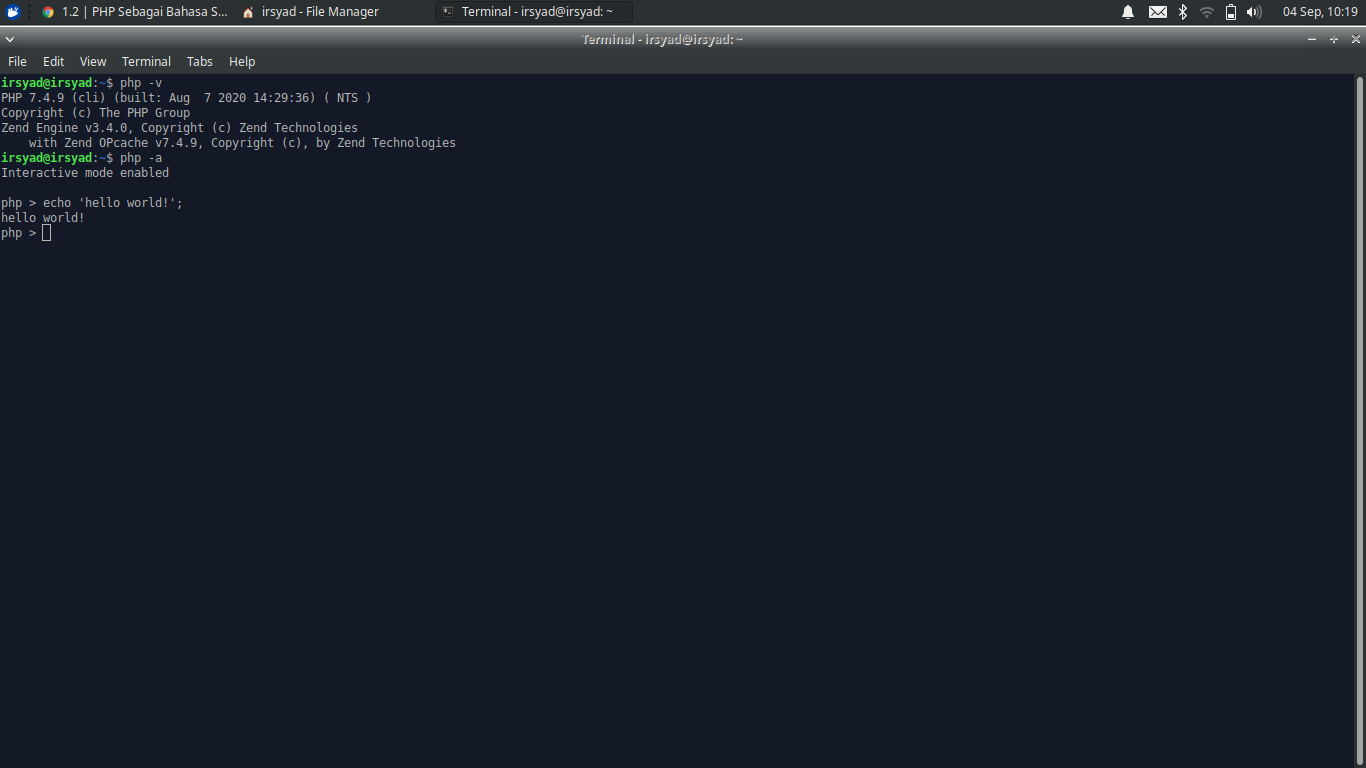 1.2 | PHP Sebagai Bahasa S... irsyad - File Manager Terminal - irsyad@irsyad: ~ 04 Sep, 10:19
Terminal - irsyad@irsyad: ~
File Edit View Terminal Tabs Help
irsyad@irsyad:~$ php -v
PHP 7.4.9 (cli) (built: Aug  7 2020 14:29:36) ( NTS )
Copyright (c) The PHP Group
Zend Engine v3.4.0, Copyright (c) Zend Technologies
    with Zend OPcache v7.4.9, Copyright (c), by Zend Technologies
irsyad@irsyad:~$ php -a
Interactive mode enabled

php > echo 'hello world!';
hello world!
php >